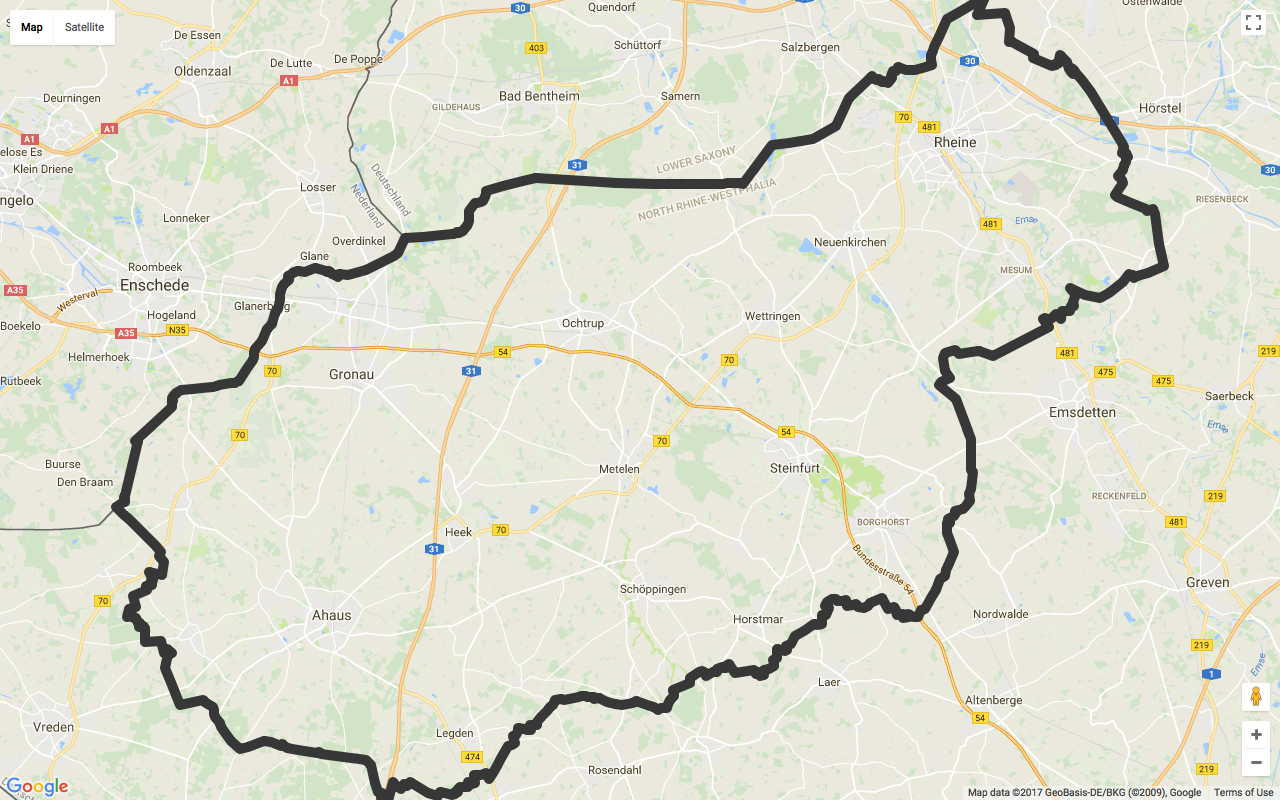 Map
Satellite
De Essen
30
Quendorf
Ostenwalde
403
Schüttorf
Salzbergen
De Lutte
De Poppe
Oldenzaal
A1
30
Deurningen
GILDEHAUS
Bad Bentheim
Samern
Hörstel
70
481
A1
A1
Rheine
elose Es
Klein Driene
31
LOWER SAXONY
30
Deutschland
Nederland
Losser
NORTH RHINE-WESTPHALIA
ngelo
RIESENBECK
Lonneker
Emse
481
Overdinkel
Neuenkirchen
Glane
Roombeek
MESUM
Enschede
A35
Westerval
Glanerbrug
Hogeland
Wettringen
Ochtrup
Boekelo
A35
N35
Helmerhoek
54
70
481
219
Rütbeek
70
31
Gronau
475
475
Saerbeck
Emsdetten
70
54
70
Emse
Buurse
Metelen
Steinfurt
Den Braam
RECKENFELD
219
BORGHORST
481
Heek
70
31
Bundesstraße 54
Greven
Schöppingen
70
Ahaus
Horstmar
Nordwalde
219
Emse
1
Laer
Altenberge
54
Vreden
Legden
474
Rosendahl
219
Google
Map data ©2017 GeoBasis-DE/BKG (©2009), Google
Terms of Use